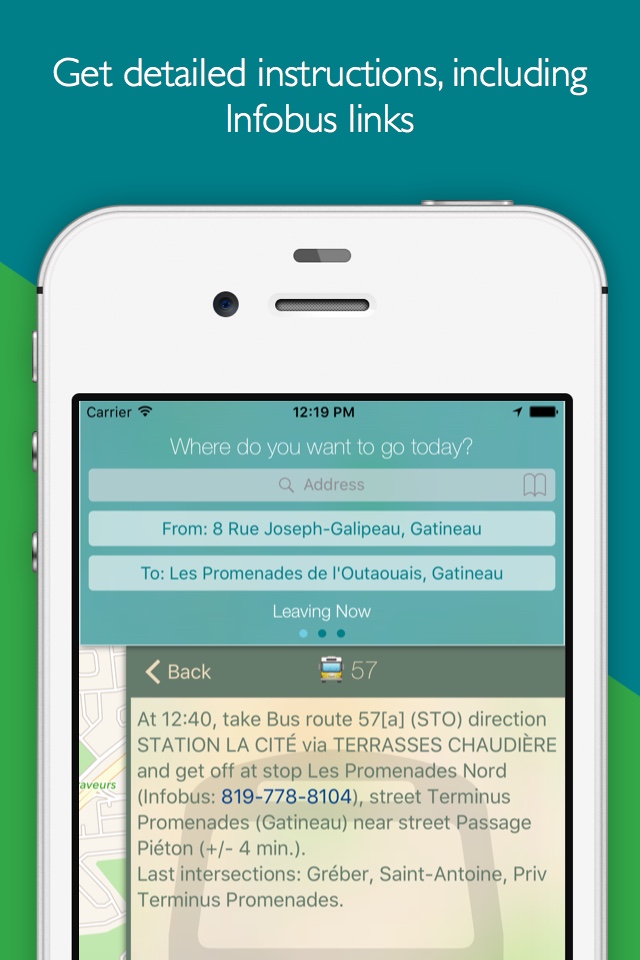 Get detailed instructions, including
Infobus links
Carrier 12:19 PM
Where do you want to go today?
Address
From: 8 Rue Joseph-Galipeau, Gatineau
To: Les Promenades de l'Outaouais, Gatineau
Leaving Now
Back 57
At 12:40, take Bus route 57[a] (STO) direction
STATION LA CITÉ via TERRASSES CHAUDIÈRE
and get off at stop Les Promenades Nord
(Infobus: 819-778-8104), street Terminus
Promenades (Gatineau) near street Passage
Piéton (+/- 4 min.).
Last intersections: Gréber, Saint-Antoine, Priv
Terminus Promenades.
aveurs